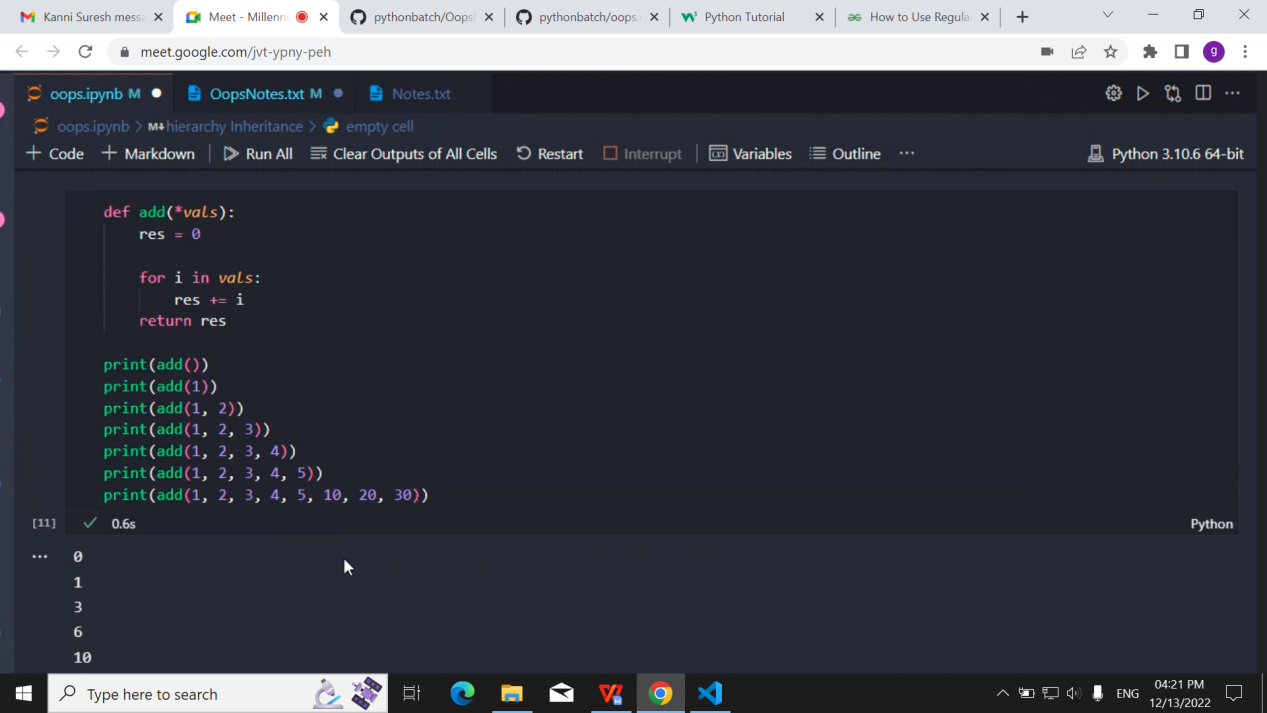 Kani Suresh messa
Meet - Millenni
pythonbatch/Oops
pythonbatch/oops.
Python Tutorial
How to Use Regula
meet.google.com/jvt-ypny-peh
g
oops.ipynb M
OopsNotes.txt M
Notes.txt
oops.ipynb > M↓hierarchy Inheritance > empty cell
+ Code + Markdown Run All Clear Outputs of All Cells Restart Interrupt Variables Outline ... Python 3.10.6 64-bit
def add(*vals):
res = 0
for i in vals:
res += i
return res
print(add())
print(add(1))
print(add(1, 2))
print(add(1, 2, 3))
print(add(1, 2, 3, 4))
print(add(1, 2, 3, 4, 5))
print(add(1, 2, 3, 4, 5, 10, 20, 30))
[11] 0.6s Python
0
1
3
6
10
Type here to search
ENG
04:21 PM
12/13/2022